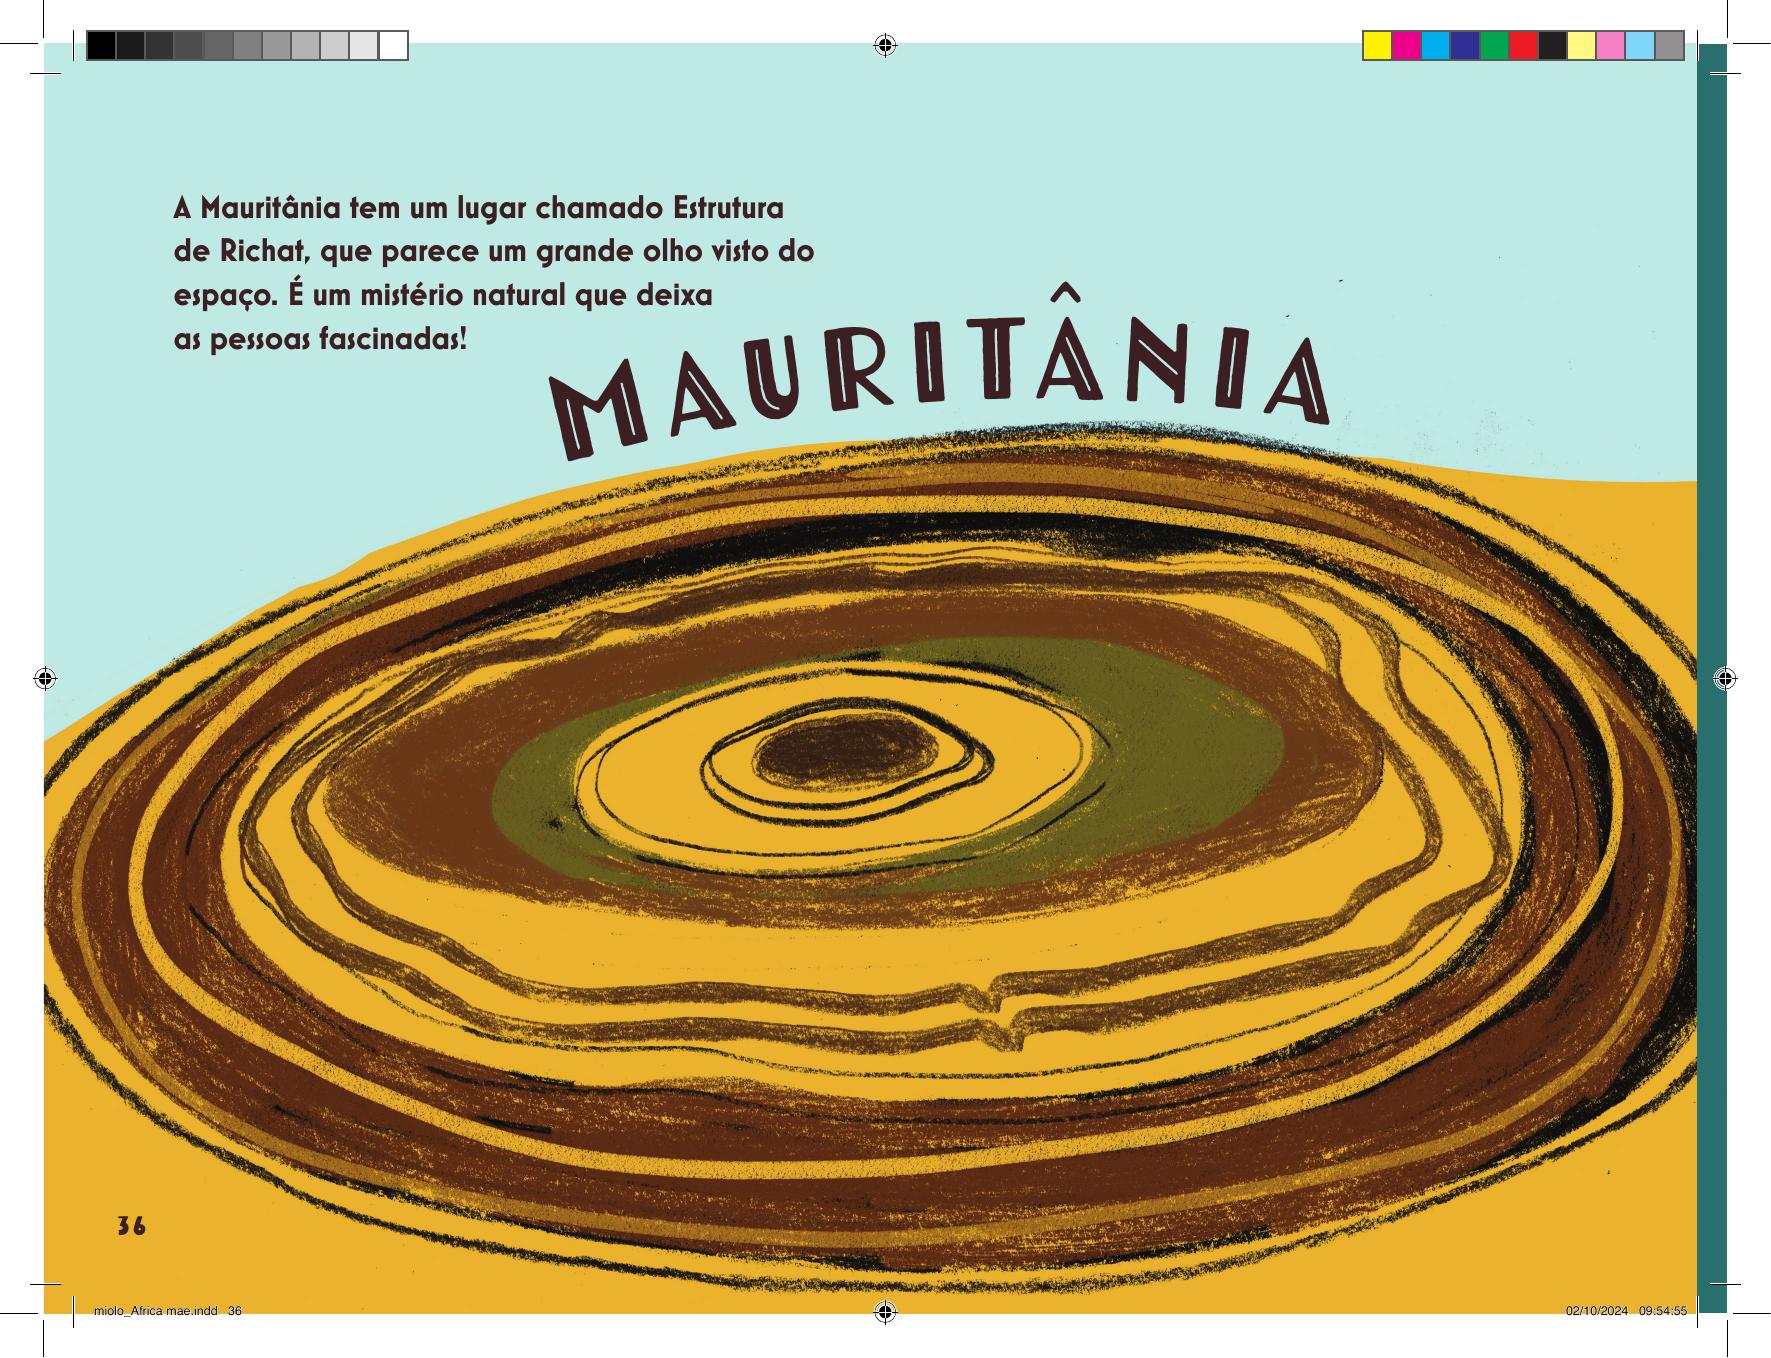 A Mauritânia tem um lugar chamado Estrutura
de Richat, que parece um grande olho visto do
espaço. É um mistério natural que deixa
as pessoas fascinadas!
MAURITÂNIA
36
miolo_Africa mae.indd 36
02/10/2024 09:54:55